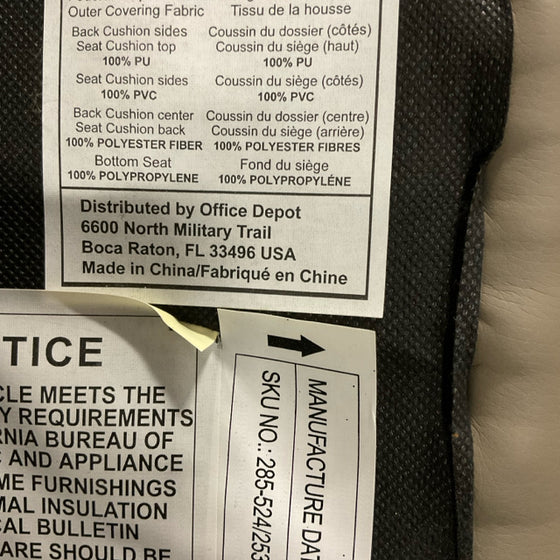 Outer Covering Fabric Tissu de la housse
Back Cushion sides Coussin du dossier (côtés)
Seat Cushion top Coussin du siège (haut)
100% PU 100% PU
Seat Cushion sides Coussin du siège (côtés)
100% PVC 100% PVC
Back Cushion center Coussin du dossier (centre)
Seat Cushion back Coussin du siège (arrière)
100% POLYESTER FIBER 100% POLYESTER FIBRES
Bottom Seat Fond du siège
100% POLYPROPYLENE 100% POLYPROPYLÉNE
Distributed by Office Depot
6600 North Military Trail
Boca Raton, FL 33496 USA
Made in China/Fabriqué en Chine
TICE
CLE MEETS THE
Y REQUIREMENTS
RNIA BUREAU OF
AND APPLIANCE
ME FURNISHINGS
MAL INSULATION
CAL BULLETIN
ARE SHOULD BE
MANUFACTURE DAT
SKU NO.: 285-524/253